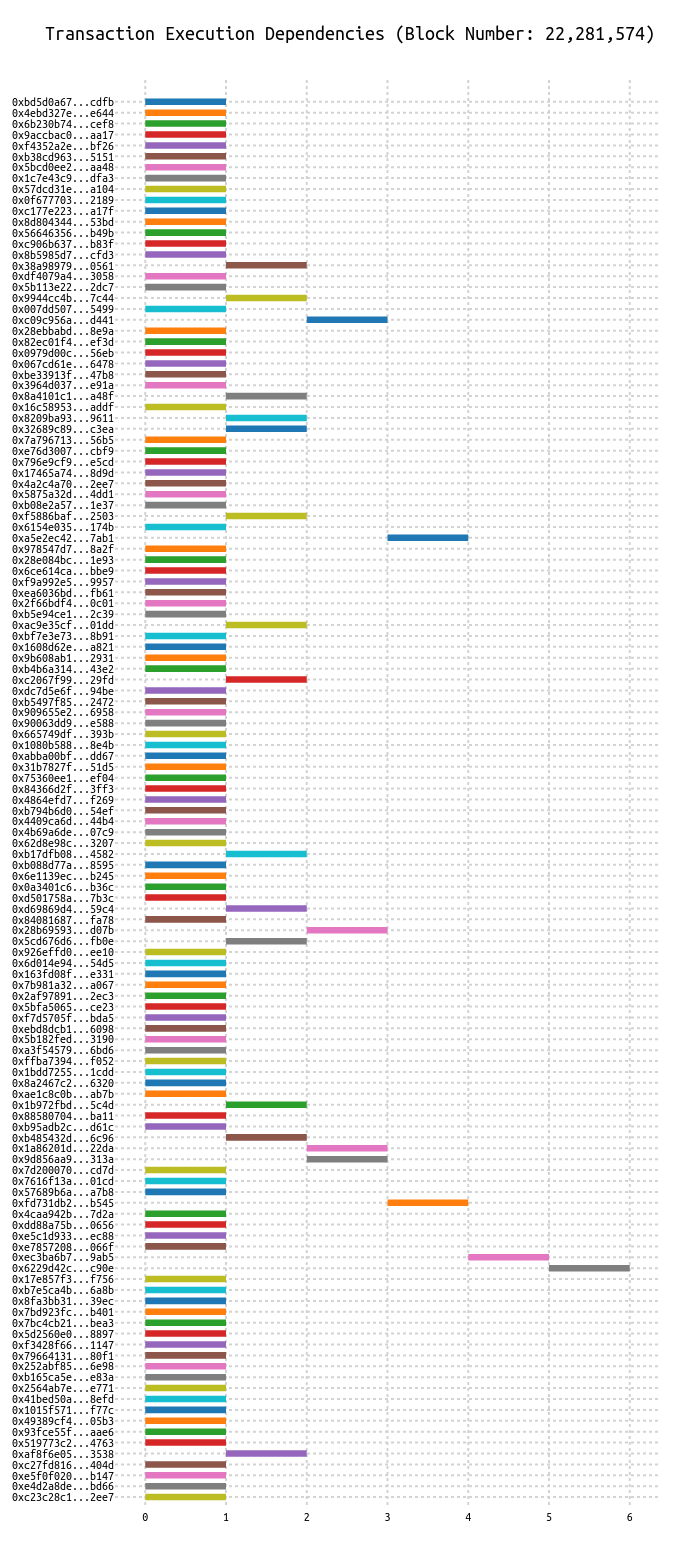 Transaction Execution Dependencies (Block Number: 22,281,574)
0xbd5d0a67...cdfb
0x4ebd327e...e644
0x6b230b74...cef8
0x9accbac0...aa17
0xf4352a2e...bf26
0xb38cd963...5151
0x5bcd0ee2...aa48
0x1c7e43c9...dfa3
0x57dcd31e...a104
0x0f677703...2189
0xc177e223...a17f
0x8d804344...53bd
0x56646356...b49b
0xc906b637...b83f
0x8b5985d7...cfd3
0x38a98979...0561
0xdf4079a4...3058
0x5b113e22...2dc7
0x9944cc4b...7c44
0x007dd507...5499
0xc09c956a...d441
0x28ebbabd...8e9a
0x82ec01f4...ef3d
0x0979d00c...56eb
0x067cd61e...6478
0xbe33913f...47b8
0x3964d037...e91a
0x8a4101c1...a48f
0x16c58953...addf
0x8209ba93...9611
0x32689c89...c3ea
0x7a796713...56b5
0xe76d3007...cbf9
0x796e9cf9...e5cd
0x17465a74...8d9d
0x4a2c4a70...2ee7
0x5875a32d...4dd1
0xb08e2a57...1e37
0xf5886baf...2503
0x6154e035...174b
0xa5e2ec42...7ab1
0x978547d7...8a2f
0x28e084bc...1e93
0x6ce614ca...bbe9
0xf9a992e5...9957
0xea6036bd...fb61
0x2f66bdf4...0c01
0xb5e94ce1...2c39
0xac9e35cf...01dd
0xbf7e3e73...8b91
0x1608d62e...a821
0x9b608ab1...2931
0xb4b6a314...43e2
0xc2067f99...29fd
0xdc7d5e6f...94be
0xb5497f85...2472
0x909655e2...6958
0x90063dd9...e588
0x665749df...393b
0x1080b588...8e4b
0xabba00bf...dd67
0x31b7827f...51d5
0x75360ee1...ef04
0x84366d2f...3ff3
0x4864efd7...f269
0xb794b6d0...54ef
0x4409ca6d...44b4
0x4b69a6de...07c9
0x62d8e98c...3207
0xb17dfb08...4582
0xb088d77a...8595
0x6e1139ec...b245
0x0a3401c6...b36c
0xd501758a...7b3c
0xd69869d4...59c4
0x84081687...fa78
0x28b69593...d07b
0x5cd676d6...fb0e
0x926effd0...ee10
0x6d014e94...54d5
0x163fd08f...e331
0x7b981a32...a067
0x2af97891...2ec3
0x5bfa5065...ce23
0xf7d5705f...bda5
0xebd8dcb1...6098
0x5b182fed...3190
0xa3f54579...6bd6
0xffba7394...f052
0x1bdd7255...1cdd
0x8a2467c2...6320
0xae1c8c0b...ab7b
0x1b972fbd...5c4d
0x88580704...ba11
0xb95adb2c...d61c
0xb485432d...6c96
0x1a86201d...22da
0x9d856aa9...313a
0x7d200070...cd7d
0x7616f13a...01cd
0x57689b6a...a7b8
0xfd731db2...b545
0x4caa942b...7d2a
0xdd88a75b...0656
0xe5c1d933...ec88
0xe7857208...066f
0xec3ba6b7...9ab5
0x6229d42c...c90e
0x17e857f3...f756
0xb7e5ca4b...6a8b
0x8fa3bb31...39ec
0x7bd923fc...b401
0x7bc4cb21...bea3
0x5d2560e0...8897
0xf3428f66...1147
0x79664131...80f1
0x252abf85...6e98
0xb165ca5e...e83a
0x2564ab7e...e771
0x41bed50a...8efd
0x1015f571...f77c
0x49389cf4...05b3
0x93fce55f...aae6
0x519773c2...4763
0xaf8f6e05...3538
0xc27fd816...404d
0xe5f0f020...b147
0xe4d2a8de...bd66
0xc23c28c1...2ee7
0 1 2 3 4 5 6